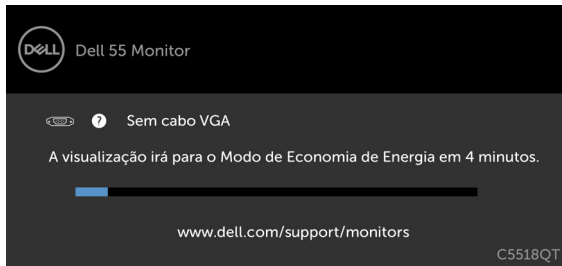 DELL
Dell 55 Monitor
? Sem cabo VGA
A visualização irá para o Modo de Economia de Energia em 4 minutos.
www.dell.com/support/monitors
C5518QT